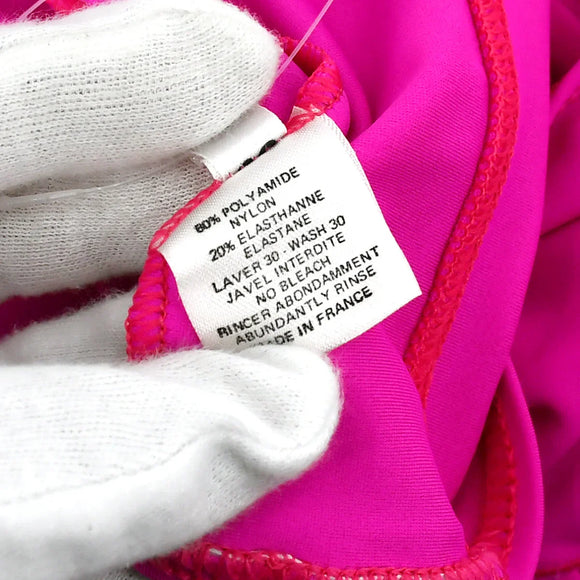 80% POLYAMIDE
NYLON
20% ELASTHANNE
ELASTANE
LAVER 30 - WASH 30
JAVEL INTERDITE
NO BLEACH
RINCER ABONDAMMENT
ABUNDANTLY RINSE
MADE IN FRANCE